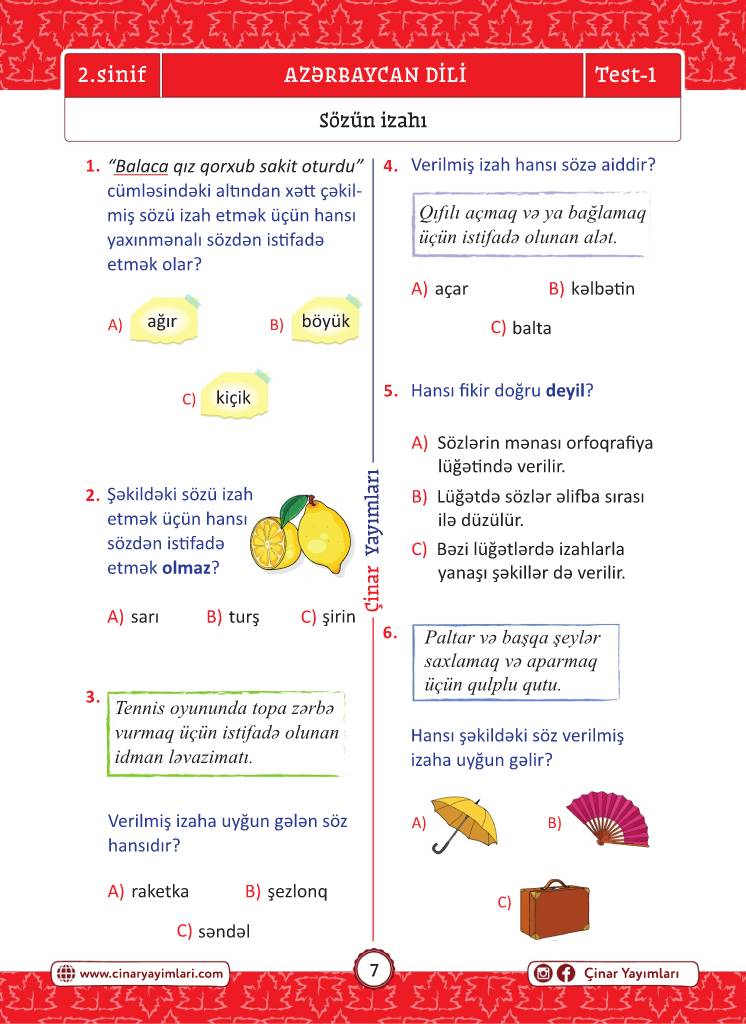 2.sinif
AZƏRBAYCAN DİLİ
Test-1
Sözün izahı
1. “Balaca qız qorxub sakit oturdu”
cümləsindəki altından xətt çəkil-
miş sözü izah etmək üçün hansı
yaxınmənalı sözdən istifadə
etmək olar?
A) ağır
B) böyük
C) kiçik
2. Şəkildəki sözü izah
etmək üçün hansı
sözdən istifadə
etmək olmaz?
A) sarı B) turş C) şirin
3. Tennis oyununda topa zərbə
vurmaq üçün istifadə olunan
idman ləvazimatı.
Verilmiş izaha uyğun gələn söz
hansıdır?
A) raketka B) şezlonq
C) səndəl
Çinar Yayımları
4. Verilmiş izah hansı sözə aiddir?
Qıfılı açmaq və ya bağlamaq
üçün istifadə olunan alət.
A) açar B) kəlbətin
C) balta
5. Hansı fikir doğru deyil?
A) Sözlərin mənası orfoqrafiya
lüğətində verilir.
B) Lüğətdə sözlər əlifba sırası
ilə düzülür.
C) Bəzi lüğətlərdə izahlarla
yanaşı şəkillər də verilir.
6. Paltar və başqa şeylər
saxlamaq və aparmaq
üçün qulplu qutu.
Hansı şəkildəki söz verilmiş
izaha uyğun gəlir?
A)
B)
C)
www.cinaryayimlari.com
7
Çinar Yayımları